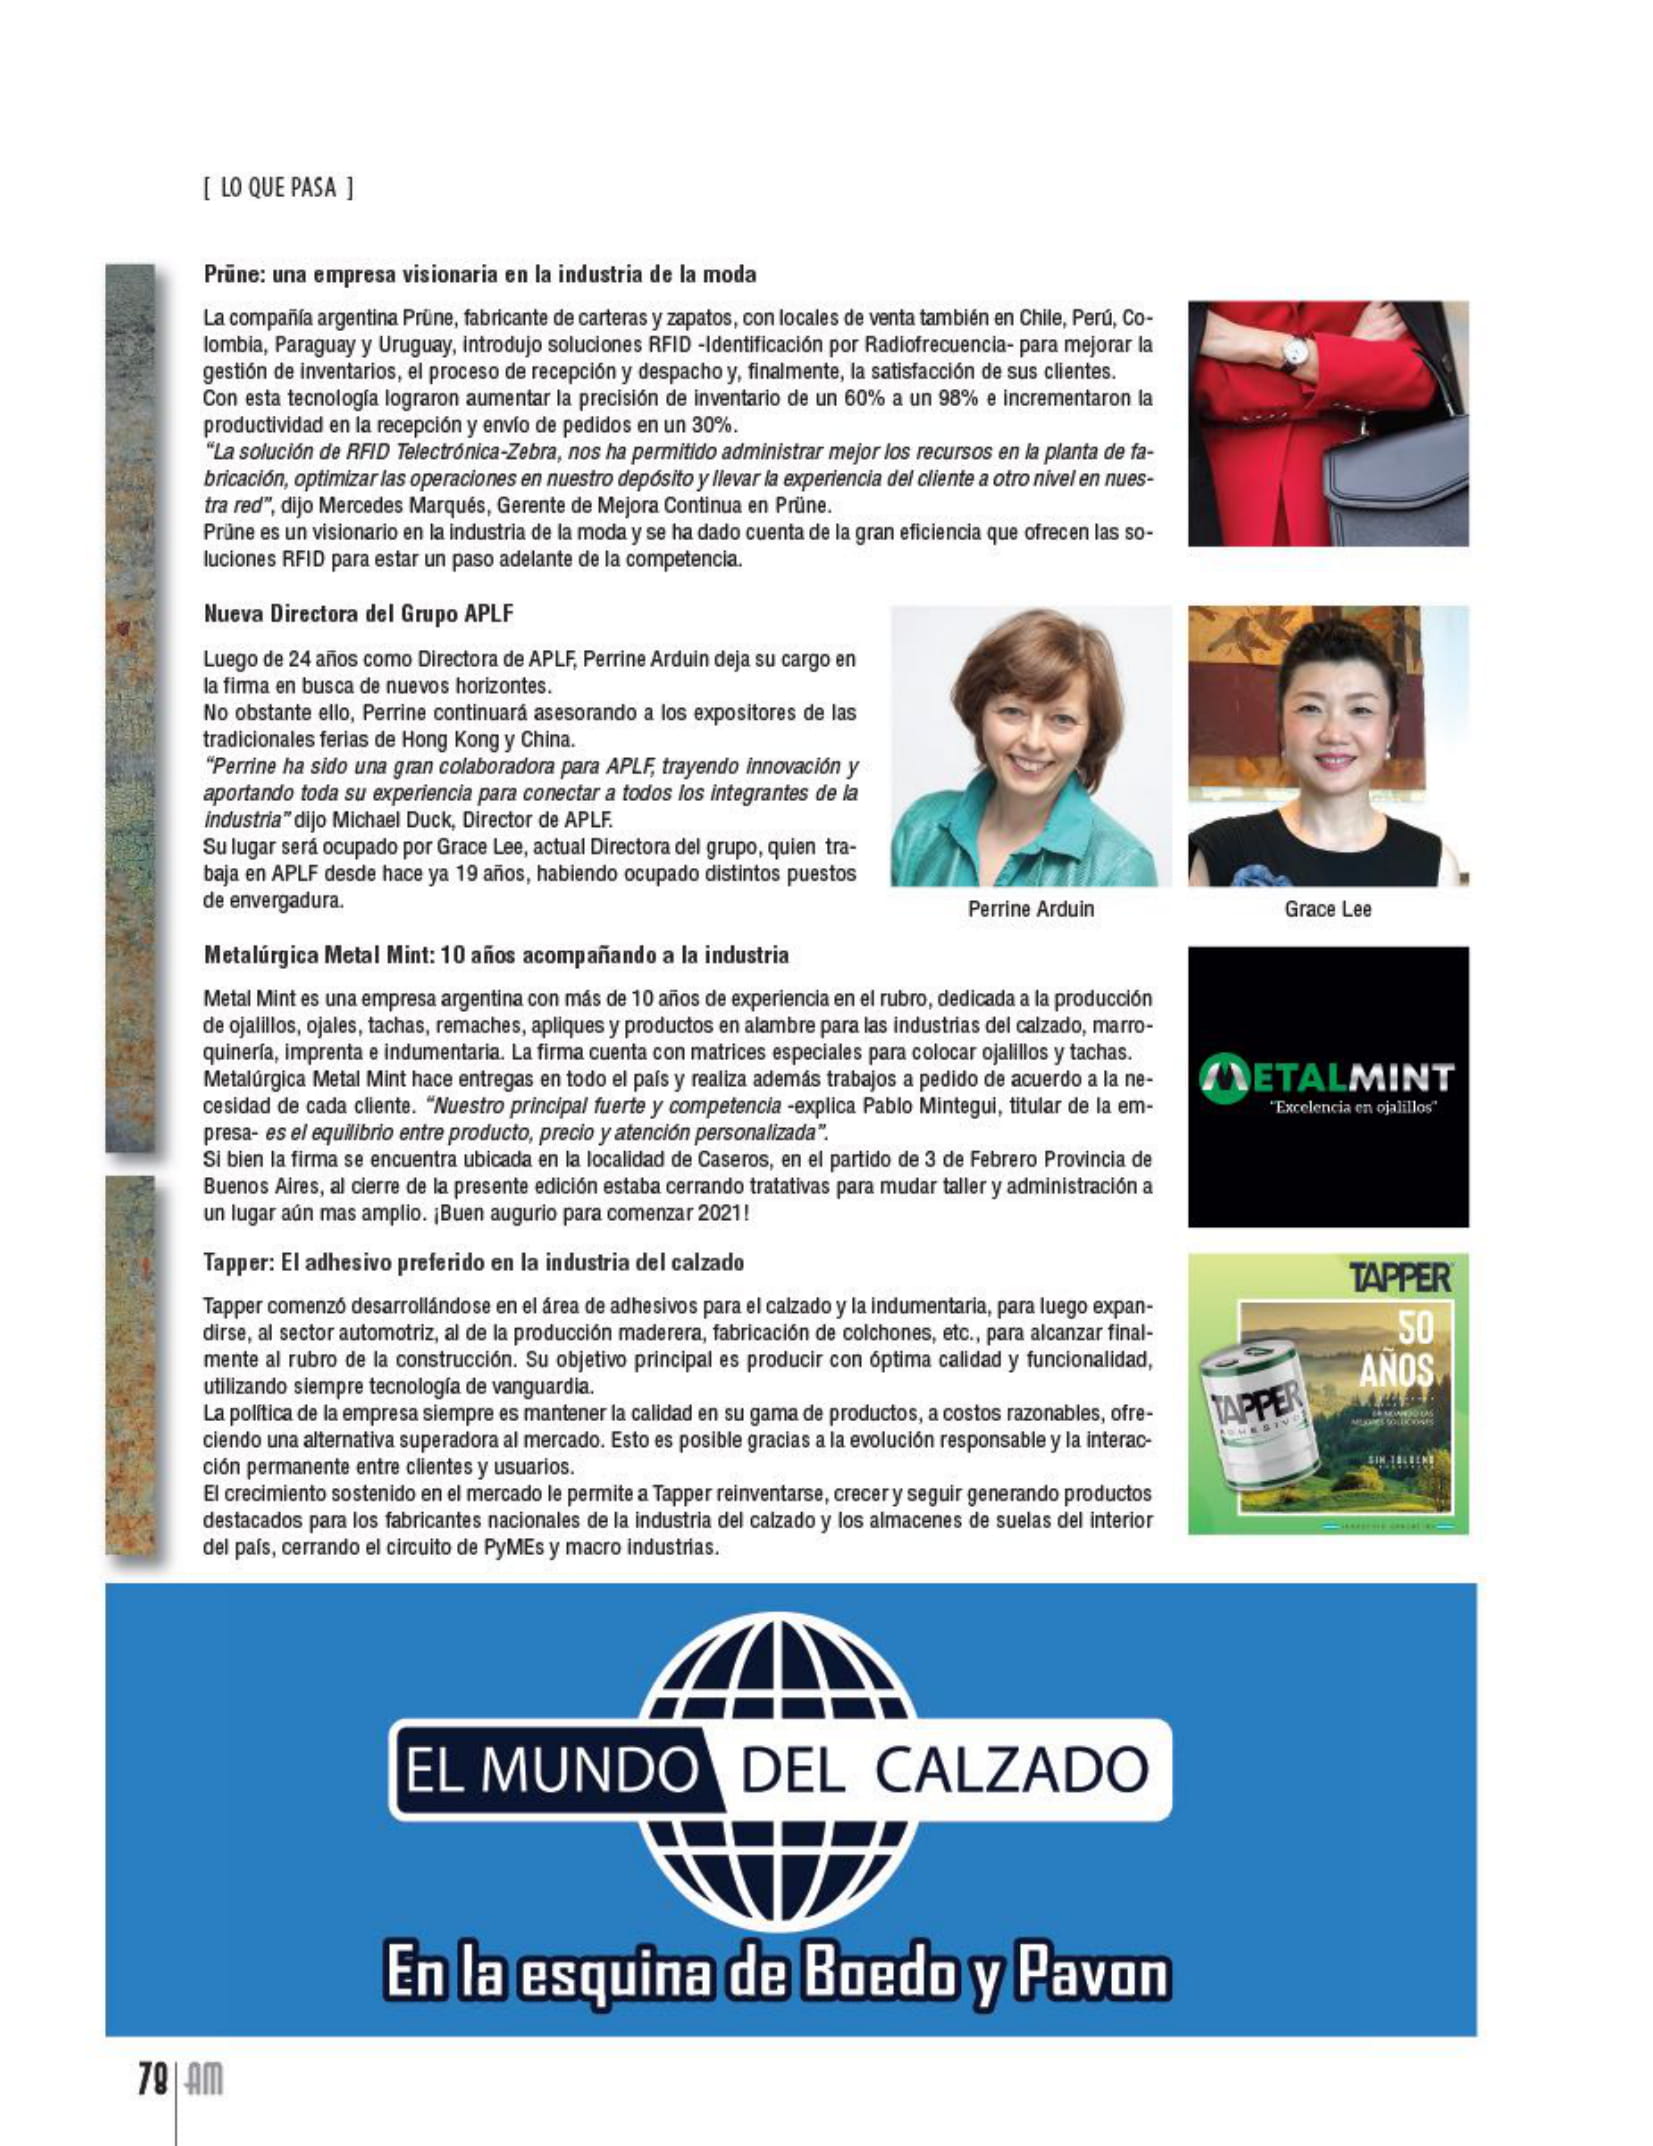 [ LO QUE PASA ]
Prüne: una empresa visionaria en la industria de la moda
La compañía argentina Prüne, fabricante de carteras y zapatos, con locales de venta también en Chile, Perú, Co-
lombia, Paraguay y Uruguay, introdujo soluciones RFID -Identificación por Radiofrecuencia- para mejorar la
gestión de inventarios, el proceso de recepción y despacho y, finalmente, la satisfacción de sus clientes.
Con esta tecnología lograron aumentar la precisión de inventario de un 60% a un 98% e incrementaron la
productividad en la recepción y envío de pedidos en un 30%.
“La solución de RFID Telectrónica-Zebra, nos ha permitido administrar mejor los recursos en la planta de fa-
bricación, optimizar las operaciones en nuestro depósito y llevar la experiencia del cliente a otro nivel en nues-
tra red”, dijo Mercedes Marqués, Gerente de Mejora Continua en Prüne.
Prüne es un visionario en la industria de la moda y se ha dado cuenta de la gran eficiencia que ofrecen las so-
luciones RFID para estar un paso adelante de la competencia.
Nueva Directora del Grupo APLF
Luego de 24 años como Directora de APLF, Perrine Arduin deja su cargo en
la firma en busca de nuevos horizontes.
No obstante ello, Perrine continuará asesorando a los expositores de las
tradicionales ferias de Hong Kong y China.
“Perrine ha sido una gran colaboradora para APLF, trayendo innovación y
aportando toda su experiencia para conectar a todos los integrantes de la
industria” dijo Michael Duck, Director de APLF.
Su lugar será ocupado por Grace Lee, actual Directora del grupo, quien tra-
baja en APLF desde hace ya 19 años, habiendo ocupado distintos puestos
de envergadura.
Perrine Arduin
Grace Lee
Metalúrgica Metal Mint: 10 años acompañando a la industria
Metal Mint es una empresa argentina con más de 10 años de experiencia en el rubro, dedicada a la producción
de ojalillos, ojales, tachas, remaches, apliques y productos en alambre para las industrias del calzado, marro-
quinería, imprenta e indumentaria. La firma cuenta con matrices especiales para colocar ojalillos y tachas.
Metalúrgica Metal Mint hace entregas en todo el país y realiza además trabajos a pedido de acuerdo a la ne-
cesidad de cada cliente. “Nuestro principal fuerte y competencia -explica Pablo Mintegui, titular de la em-
presa- es el equilibrio entre producto, precio y atención personalizada”.
Si bien la firma se encuentra ubicada en la localidad de Caseros, en el partido de 3 de Febrero Provincia de
Buenos Aires, al cierre de la presente edición estaba cerrando tratativas para mudar taller y administración a
un lugar aún mas amplio. ¡Buen augurio para comenzar 2021!
METALMINT
"Excelencia en ojalillos"
Tapper: El adhesivo preferido en la industria del calzado
Tapper comenzó desarrollándose en el área de adhesivos para el calzado y la indumentaria, para luego expan-
dirse, al sector automotriz, al de la producción maderera, fabricación de colchones, etc., para alcanzar final-
mente al rubro de la construcción. Su objetivo principal es producir con óptima calidad y funcionalidad,
utilizando siempre tecnología de vanguardia.
La política de la empresa siempre es mantener la calidad en su gama de productos, a costos razonables, ofre-
ciendo una alternativa superadora al mercado. Esto es posible gracias a la evolución responsable y la interac-
ción permanente entre clientes y usuarios.
El crecimiento sostenido en el mercado le permite a Tapper reinventarse, crecer y seguir generando productos
destacados para los fabricantes nacionales de la industria del calzado y los almacenes de suelas del interior
del país, cerrando el circuito de PyMEs y macro industrias.
TAPPER
50
AÑOS
BRINDANDO LAS
MEJORES SOLUCIONES
SIN TOLUENO
TAPPER
ADHESIVOS
EL MUNDO DEL CALZADO
En la esquina de Boedo y Pavon
78 AM